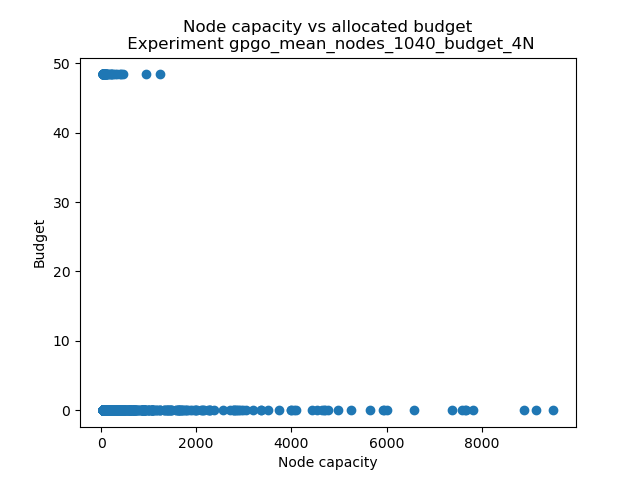 Node capacity vs allocated budget
Experiment gpgo_mean_nodes_1040_budget_4N
50
40
30
20
10
0
Budget
0 2000 4000 6000 8000
Node capacity